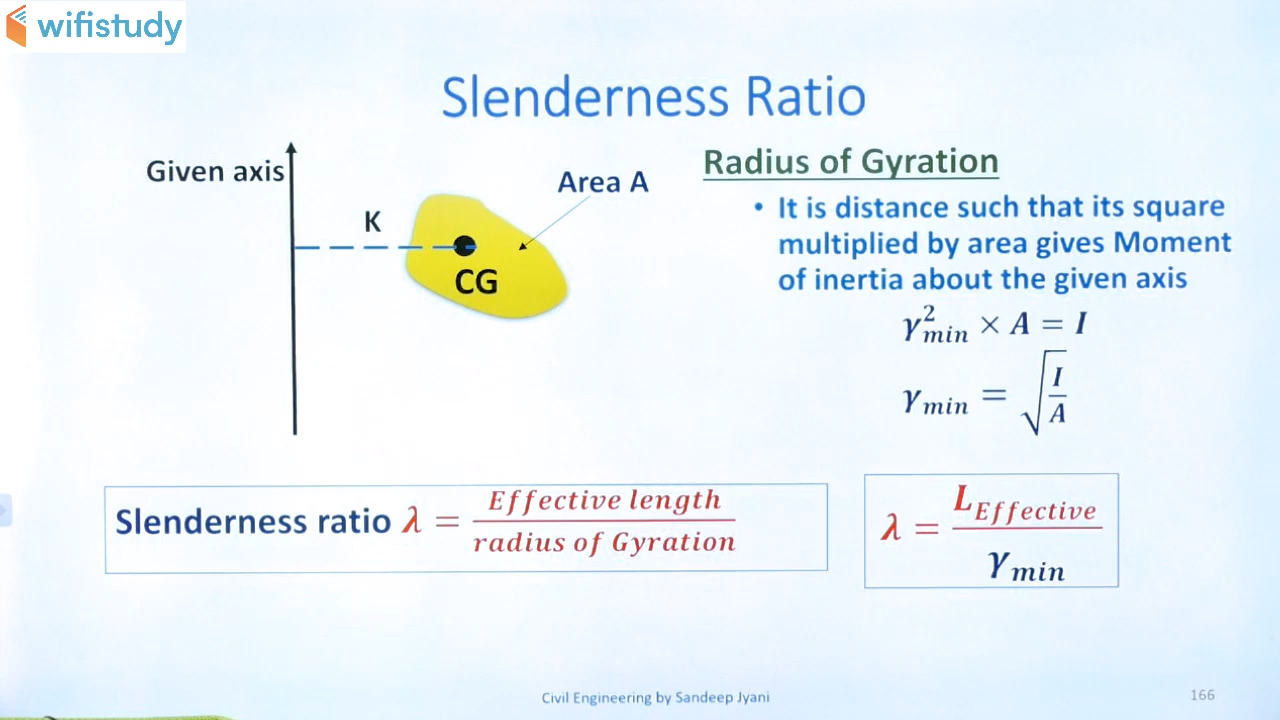 wifistudy
Slenderness Ratio
Given axis
Area A
K
CG
Radius of Gyration
• It is distance such that its square
multiplied by area gives Moment
of inertia about the given axis
γ²min × A = I
γmin = √(I/A)
Slenderness ratio λ = Effective length / radius of Gyration
λ = LEffective / γmin
Civil Engineering by Sandeep Jyani
166